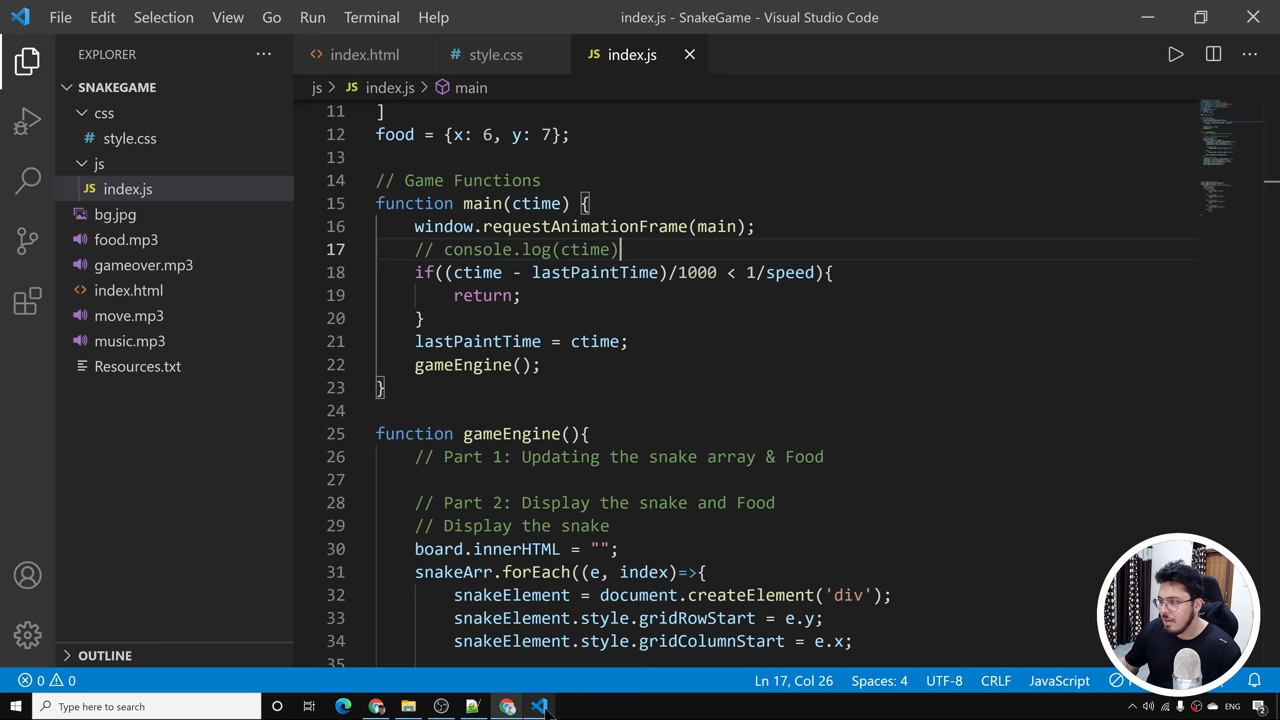 File Edit Selection View Go Run Terminal Help
index.js - SnakeGame - Visual Studio Code
EXPLORER
SNAKEGAME
css
# style.css
js
JS index.js
bg.jpg
food.mp3
gameover.mp3
<> index.html
move.mp3
music.mp3
Resources.txt
OUTLINE
<> index.html
# style.css
JS index.js
js > JS index.js > main
11 ]
12 food = {x: 6, y: 7};
13
14 // Game Functions
15 function main(ctime) {
16 window.requestAnimationFrame(main);
17 // console.log(ctime)
18 if((ctime - lastPaintTime)/1000 < 1/speed){
19 return;
20 }
21 lastPaintTime = ctime;
22 gameEngine();
23 }
24
25 function gameEngine(){
26 // Part 1: Updating the snake array & Food
27
28 // Part 2: Display the snake and Food
29 // Display the snake
30 board.innerHTML = "";
31 snakeArr.forEach((e, index)=>{
32 snakeElement = document.createElement('div');
33 snakeElement.style.gridRowStart = e.y;
34 snakeElement.style.gridColumnStart = e.x;
35
0 0
Ln 17, Col 26 Spaces: 4 UTF-8 CRLF JavaScript
Type here to search
ENG
2